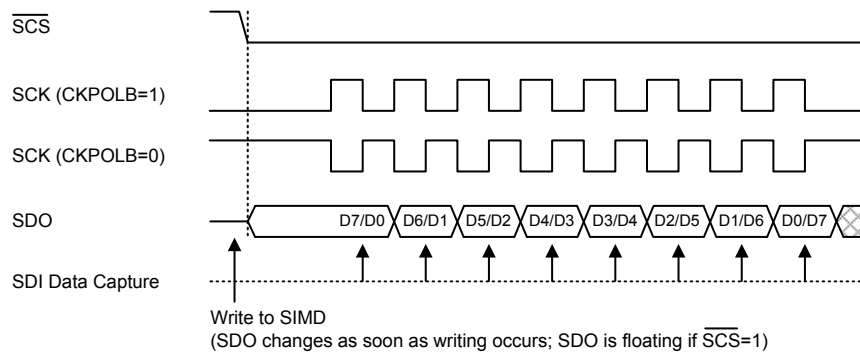 SCS
SCK (CKPOLB=1)
SCK (CKPOLB=0)
SDO D7/D0 D6/D1 D5/D2 D4/D3 D3/D4 D2/D5 D1/D6 D0/D7
SDI Data Capture
Write to SIMD
(SDO changes as soon as writing occurs; SDO is floating if SCS=1)